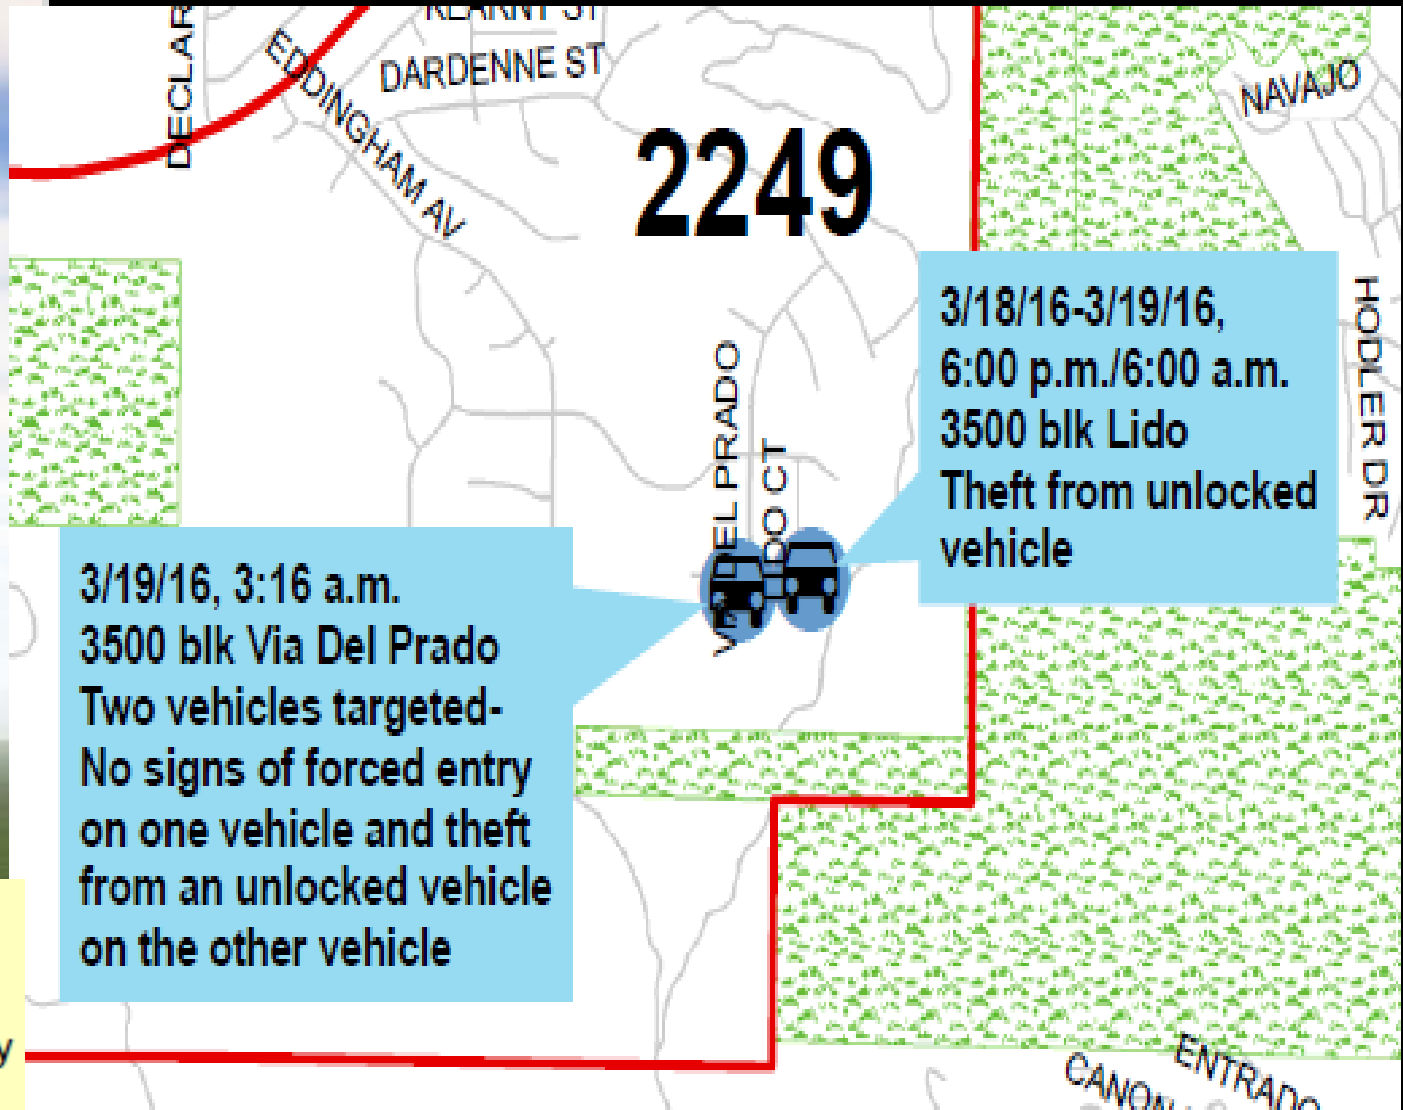 DARDENNE ST
EDDINGHAM AV
NAVAJO
2249
HODLER DR
3/18/16-3/19/16,
6:00 p.m./6:00 a.m.
3500 blk Lido
Theft from unlocked
vehicle
DEL PRADO
CT
3/19/16, 3:16 a.m.
3500 blk Via Del Prado
Two vehicles targeted-
No signs of forced entry
on one vehicle and theft
from an unlocked vehicle
on the other vehicle
ENTRADO